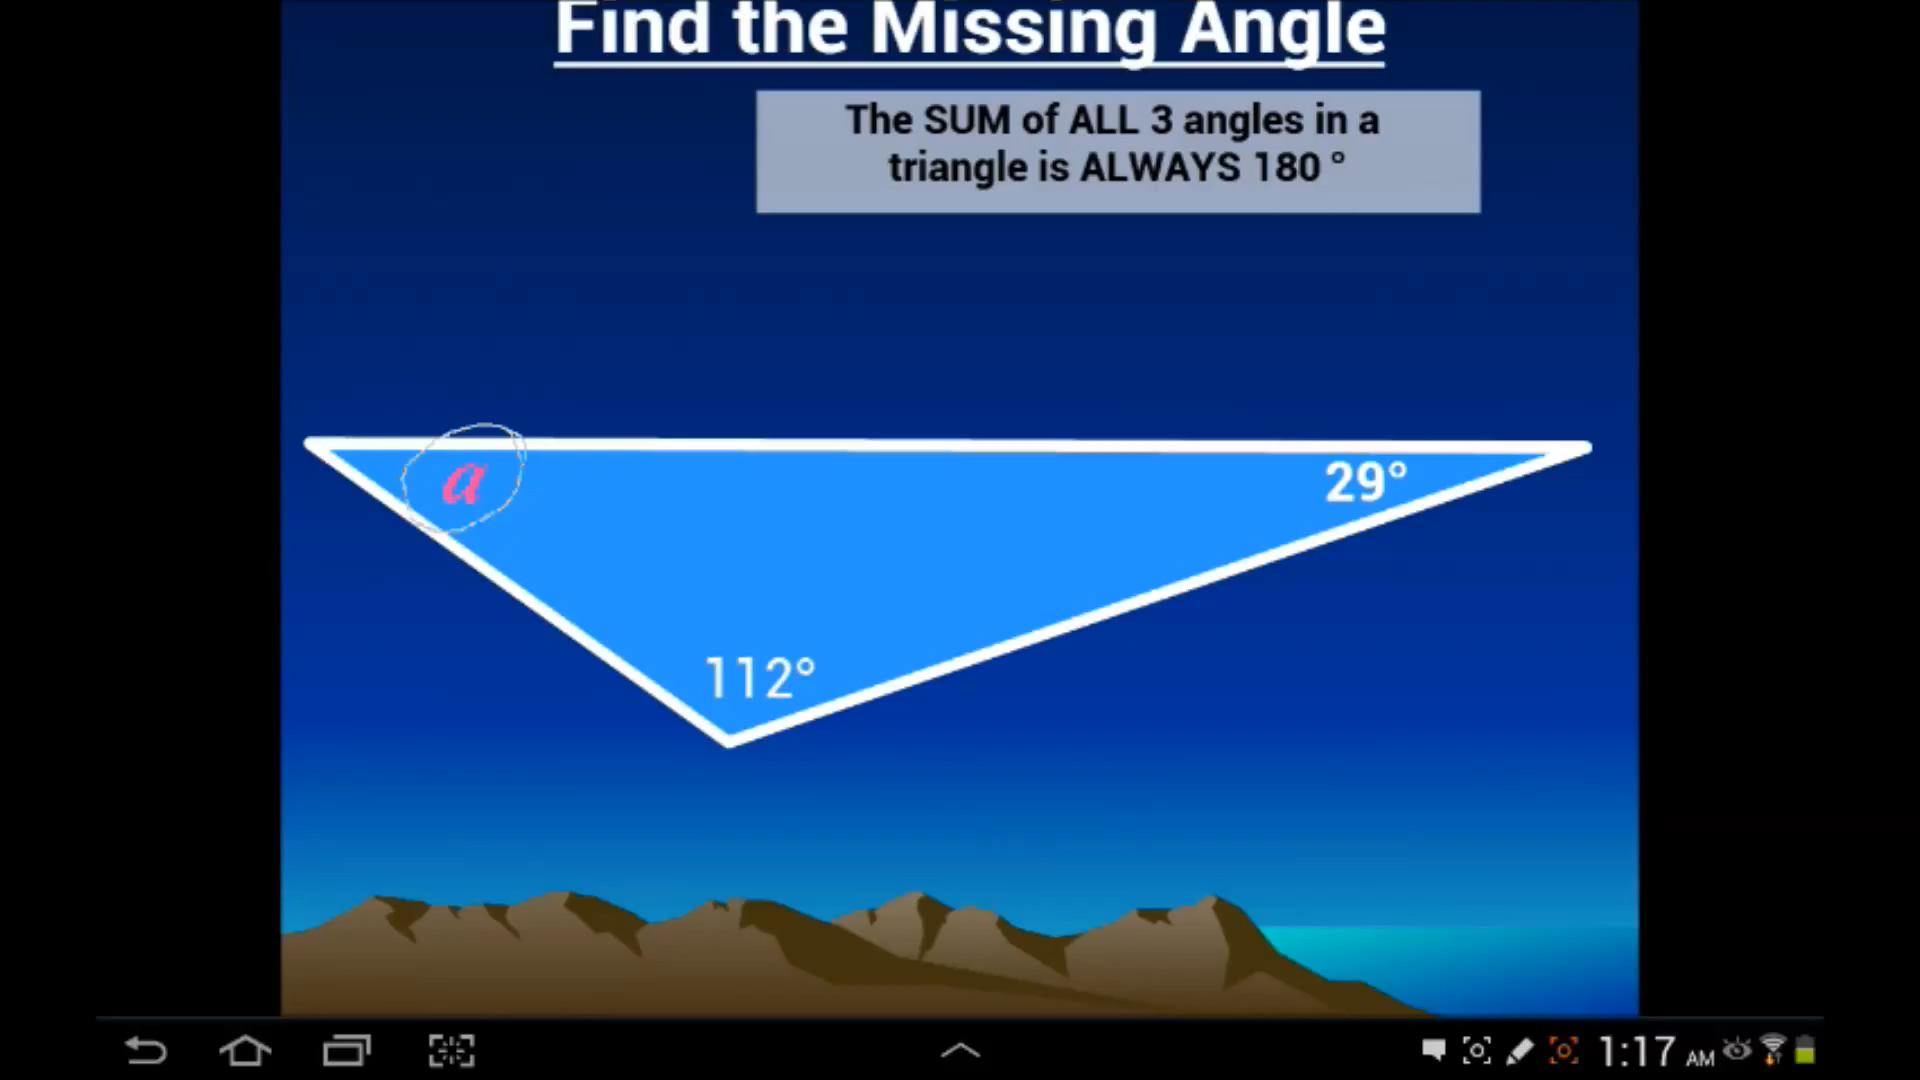 Find the Missing Angle
The SUM of ALL 3 angles in a
triangle is ALWAYS 180 °
a
29°
112°
1:17 AM